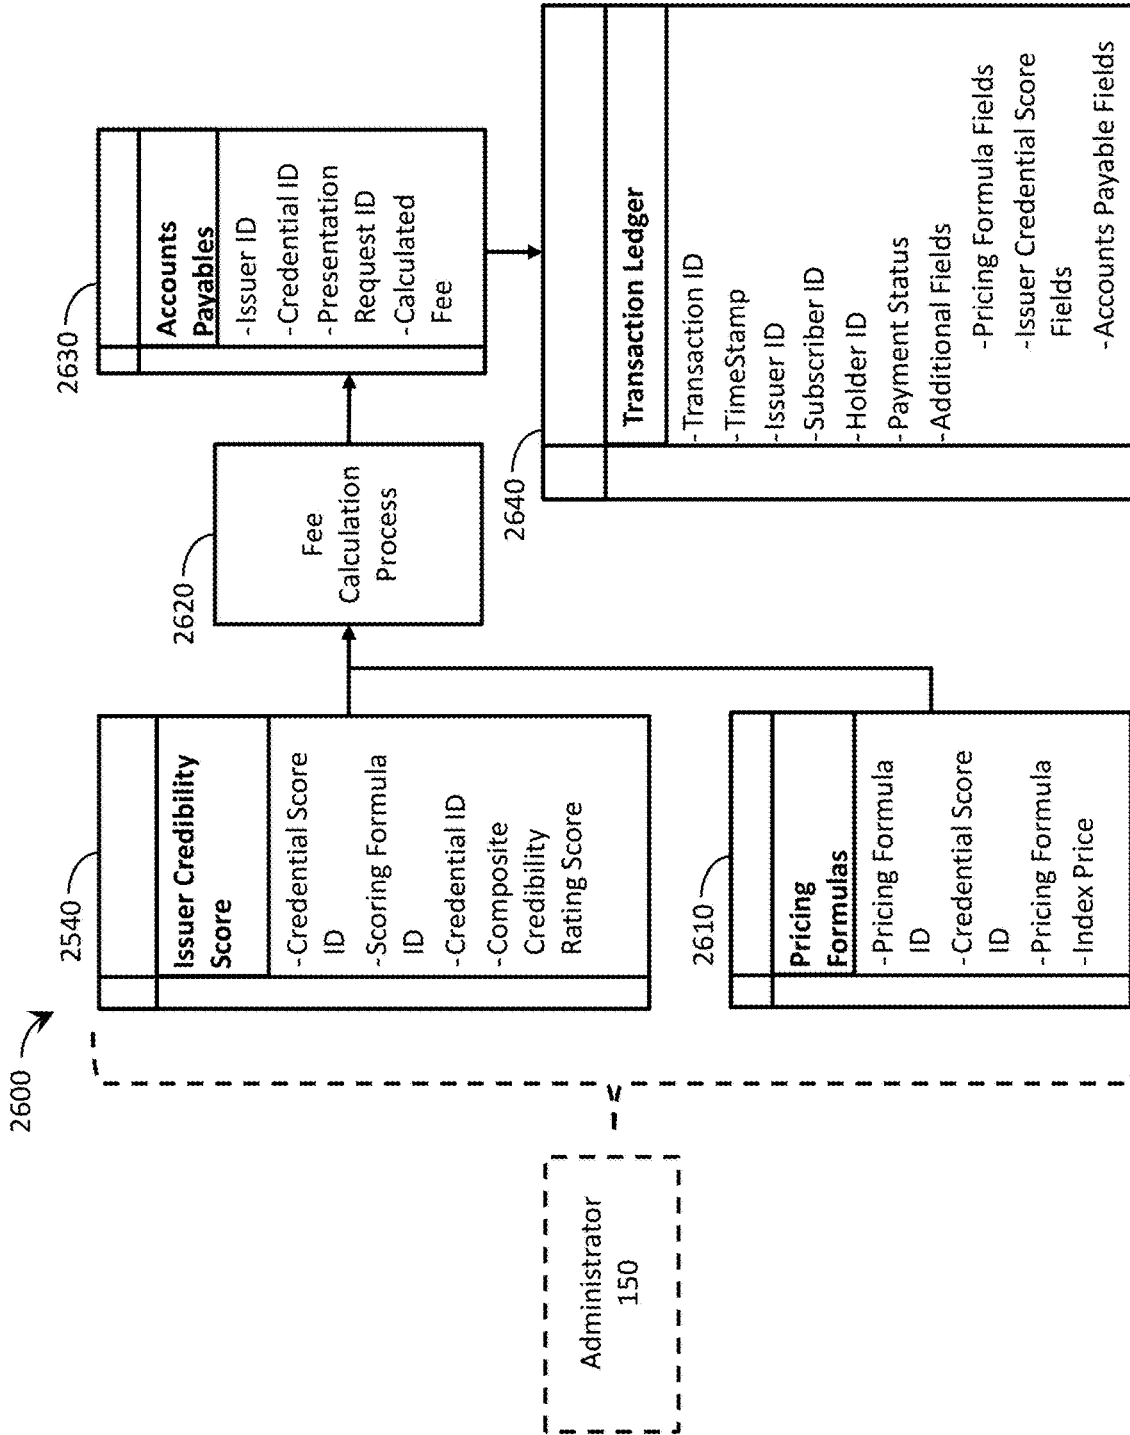 2600
Administrator
150
2540
Issuer Credibility
Score
-Credential Score
ID
-Scoring Formula
ID
-Credential ID
-Composite
Credibility
Rating Score
2610
Pricing
Formulas
-Pricing Formula
ID
-Credential Score
ID
-Pricing Formula
-Index Price
2620
Fee
Calculation
Process
2630
Accounts
Payables
-Issuer ID
-Credential ID
-Presentation
Request ID
-Calculated
Fee
2640
Transaction Ledger
-Transaction ID
-TimeStamp
-Issuer ID
-Subscriber ID
-Holder ID
-Payment Status
-Additional Fields
-Pricing Formula Fields
-Issuer Credential Score
Fields
-Accounts Payable Fields